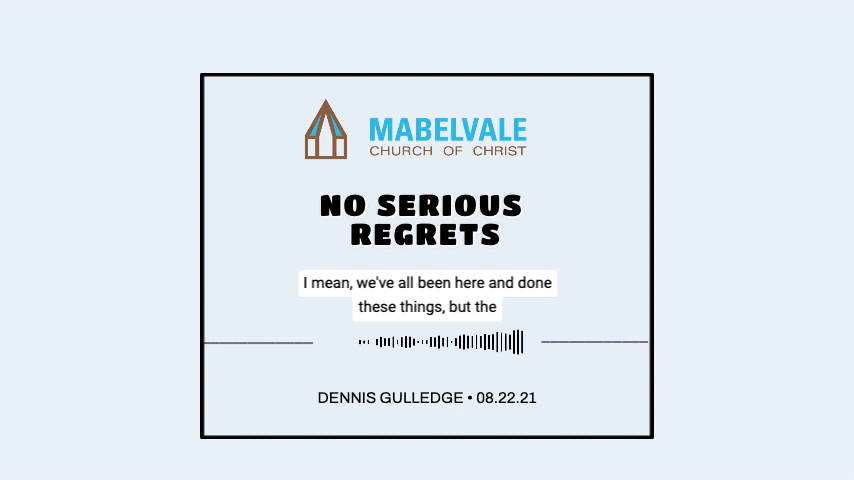 MABELVALE
CHURCH OF CHRIST
NO SERIOUS
REGRETS
I mean, we've all been here and done
these things, but the
DENNIS GULLEDGE • 08.22.21